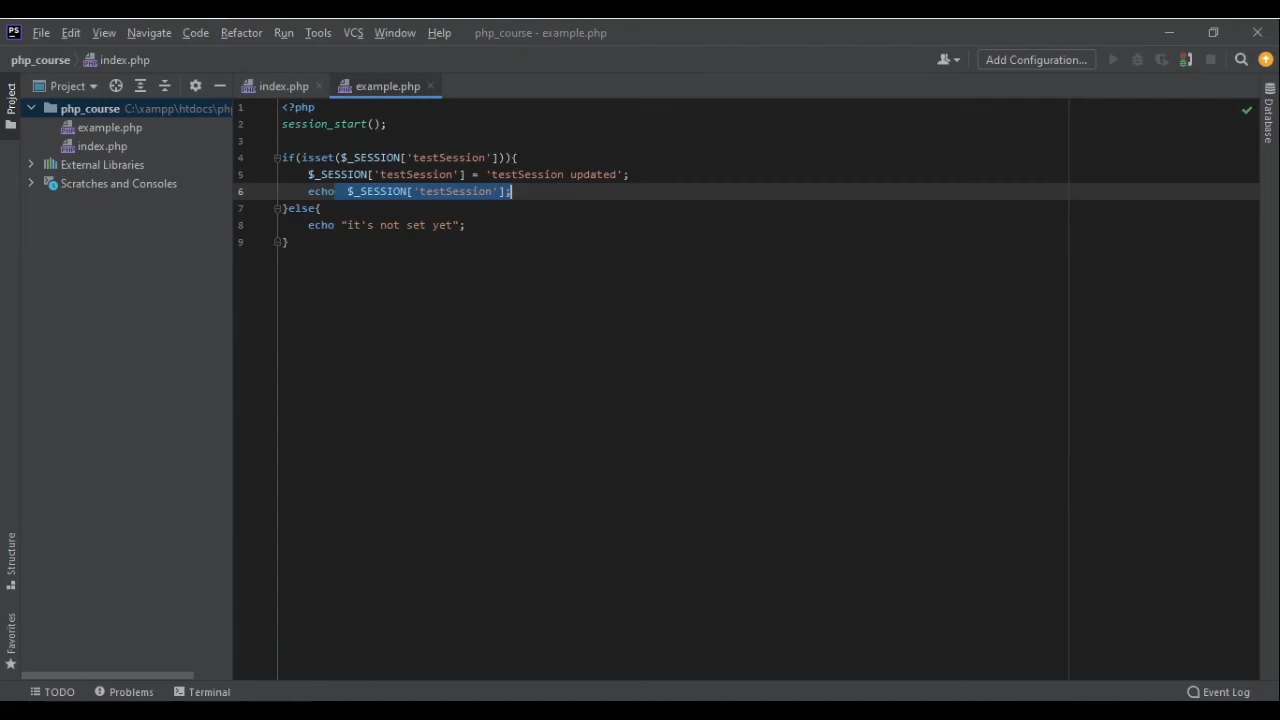 PS File Edit View Navigate Code Refactor Run Tools VCS Window Help php_course - example.php
php_course index.php Add Configuration...
Project Project index.php example.php
php_course C:\xampp\htdocs\php
example.php
index.php
External Libraries
Scratches and Consoles
1 <?php
2 session_start();
3
4 if(isset($_SESSION['testSession'])){
5 $_SESSION['testSession'] = 'testSession updated';
6 echo $_SESSION['testSession'];
7 }else{
8 echo "it's not set yet";
9 }
Database
Structure
Favorites
TODO Problems Terminal Event Log